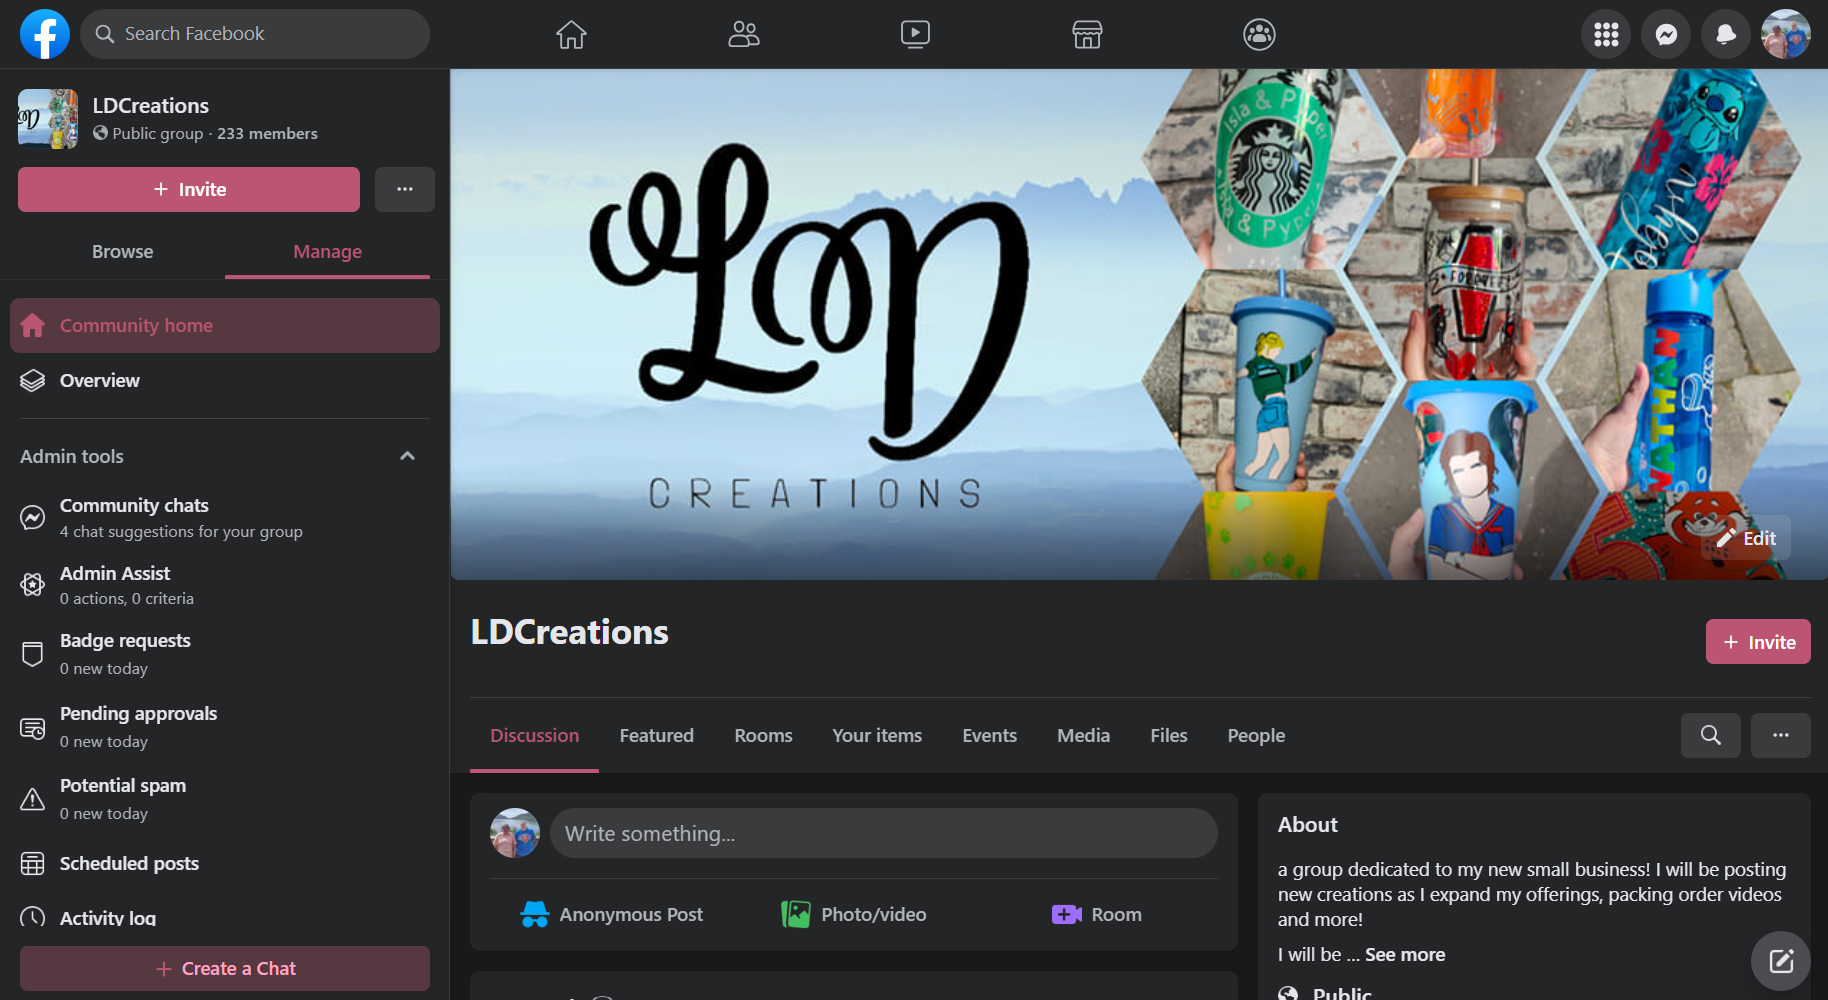 Search Facebook
LDCreations
Public group · 233 members
+ Invite
Browse
Manage
Community home
Overview
Admin tools
Community chats
4 chat suggestions for your group
Admin Assist
0 actions, 0 criteria
Badge requests
0 new today
Pending approvals
0 new today
Potential spam
0 new today
Scheduled posts
Activity log
+ Create a Chat
LD
CREATIONS
Isla & Pyper
Isla & Pyper
NATHAN
Edit
LDCreations
+ Invite
Discussion
Featured
Rooms
Your items
Events
Media
Files
People
Write something...
Anonymous Post
Photo/video
Room
About
a group dedicated to my new small business! I will be posting
new creations as I expand my offerings, packing order videos
and more!
I will be ... See more
Public